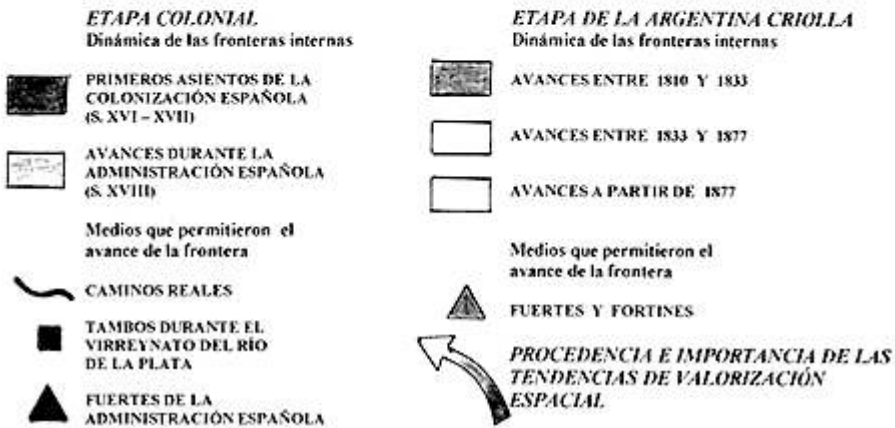 ETAPA COLONIAL
Dinámica de las fronteras internas
PRIMEROS ASIENTOS DE LA
COLONIZACIÓN ESPAÑOLA
(S. XVI – XVII)
AVANCES DURANTE LA
ADMINISTRACIÓN ESPAÑOLA
(S. XVIII)
Medios que permitieron el
avance de la frontera
CAMINOS REALES
TAMBOS DURANTE EL
VIRREYNATO DEL RÍO
DE LA PLATA
FUERTES DE LA
ADMINISTRACIÓN ESPAÑOLA
ETAPA DE LA ARGENTINA CRIOLLA
Dinámica de las fronteras internas
AVANCES ENTRE 1810 Y 1833
AVANCES ENTRE 1833 Y 1877
AVANCES A PARTIR DE 1877
Medios que permitieron el
avance de la frontera
FUERTES Y FORTINES
PROCEDENCIA E IMPORTANCIA DE LAS
TENDENCIAS DE VALORIZACIÓN
ESPACIAL